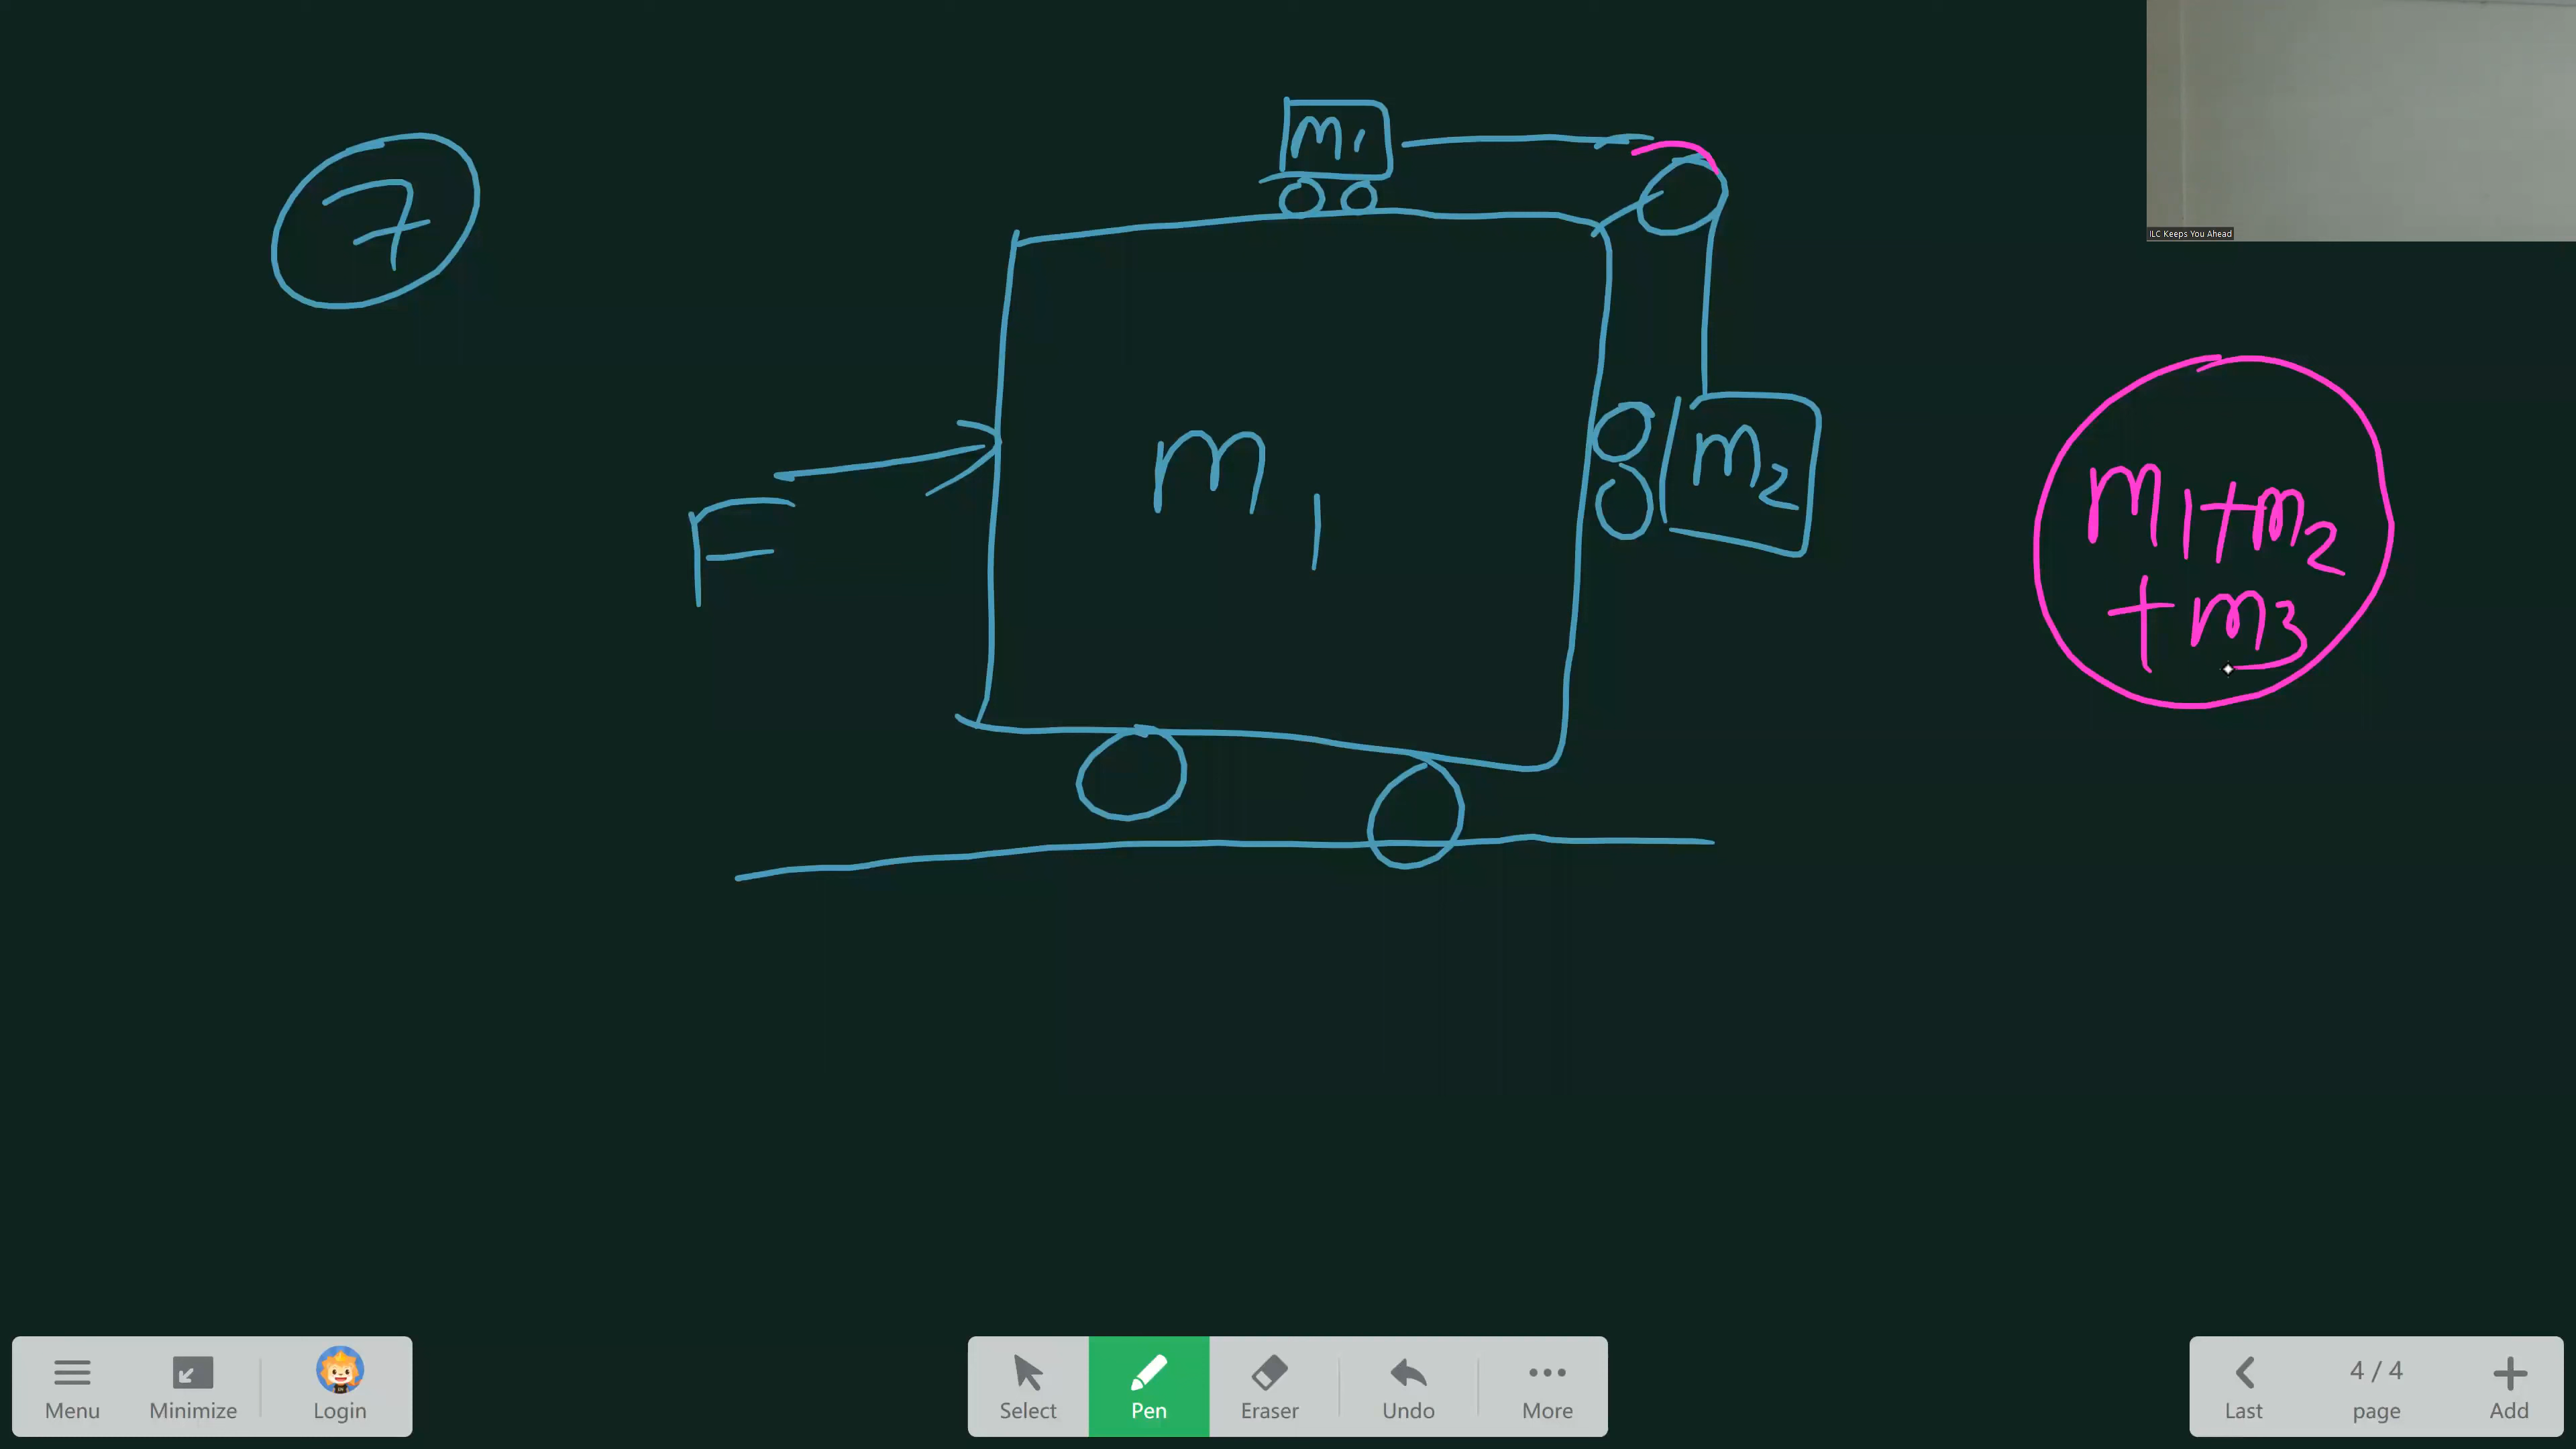 m1
ILC Keeps You Ahead
7
m1
m2
F
m1+m2
+m3
Menu
Minimize
Login
Select
Pen
Eraser
Undo
More
Last
4 / 4
page
Add